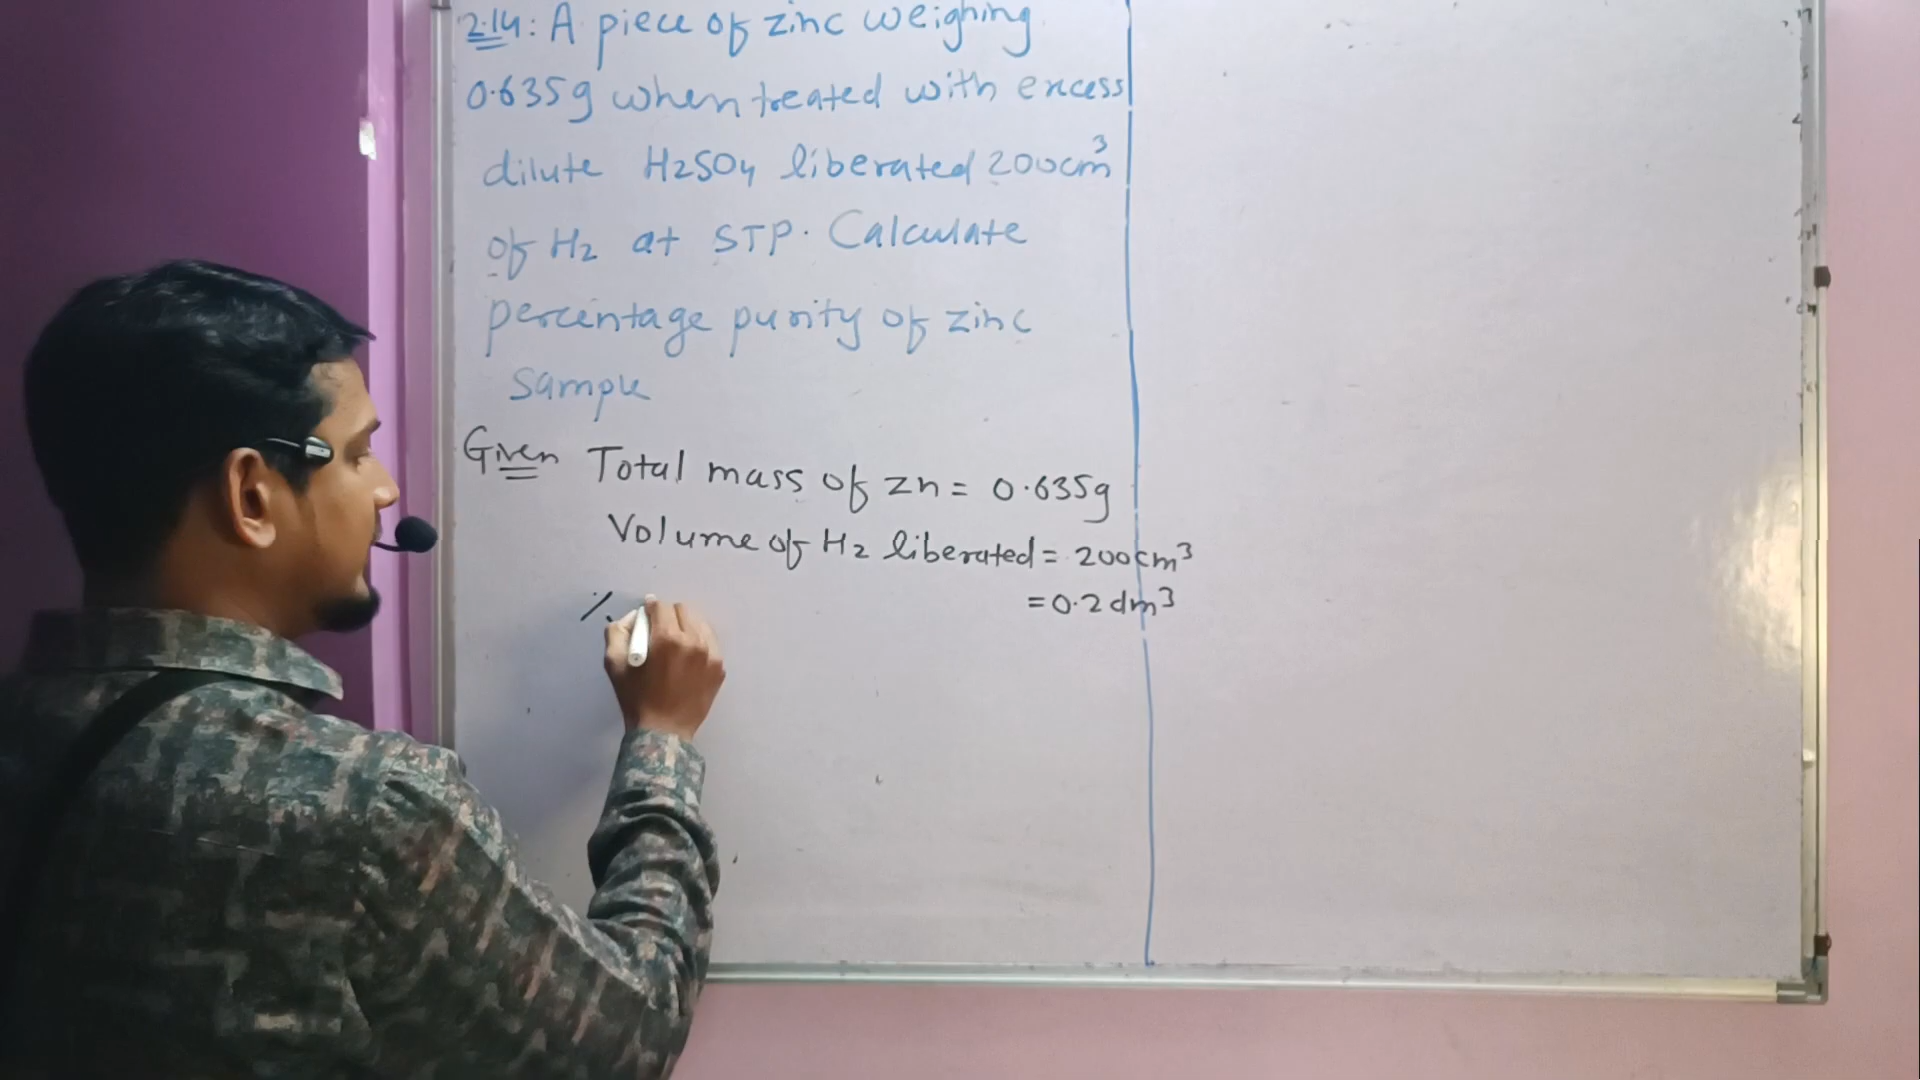 2.14: A piece of zinc weighing
0.635g when treated with excess
dilute H2SO4 liberated 200cm³
of H2 at STP. Calculate
percentage purity of zinc
sample
Given Total mass of Zn = 0.635g
Volume of H2 liberated = 200cm³
= 0.2dm³
%